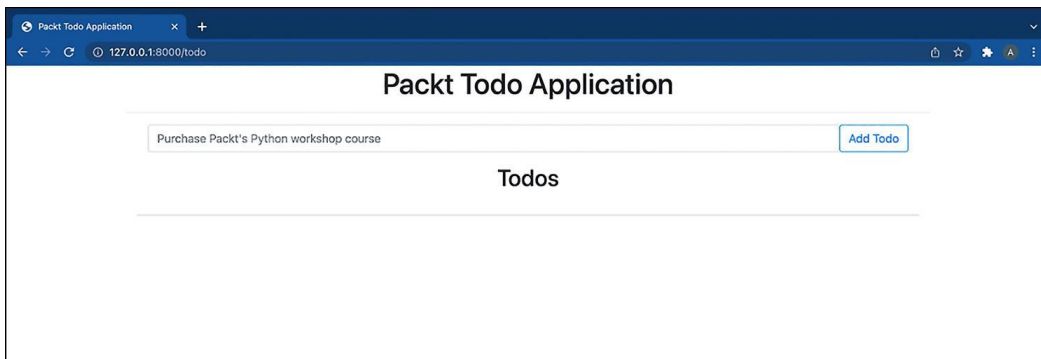 Packt Todo Application
127.0.0.1:8000/todo
A
Packt Todo Application
Purchase Packt's Python workshop course
Add Todo
Todos